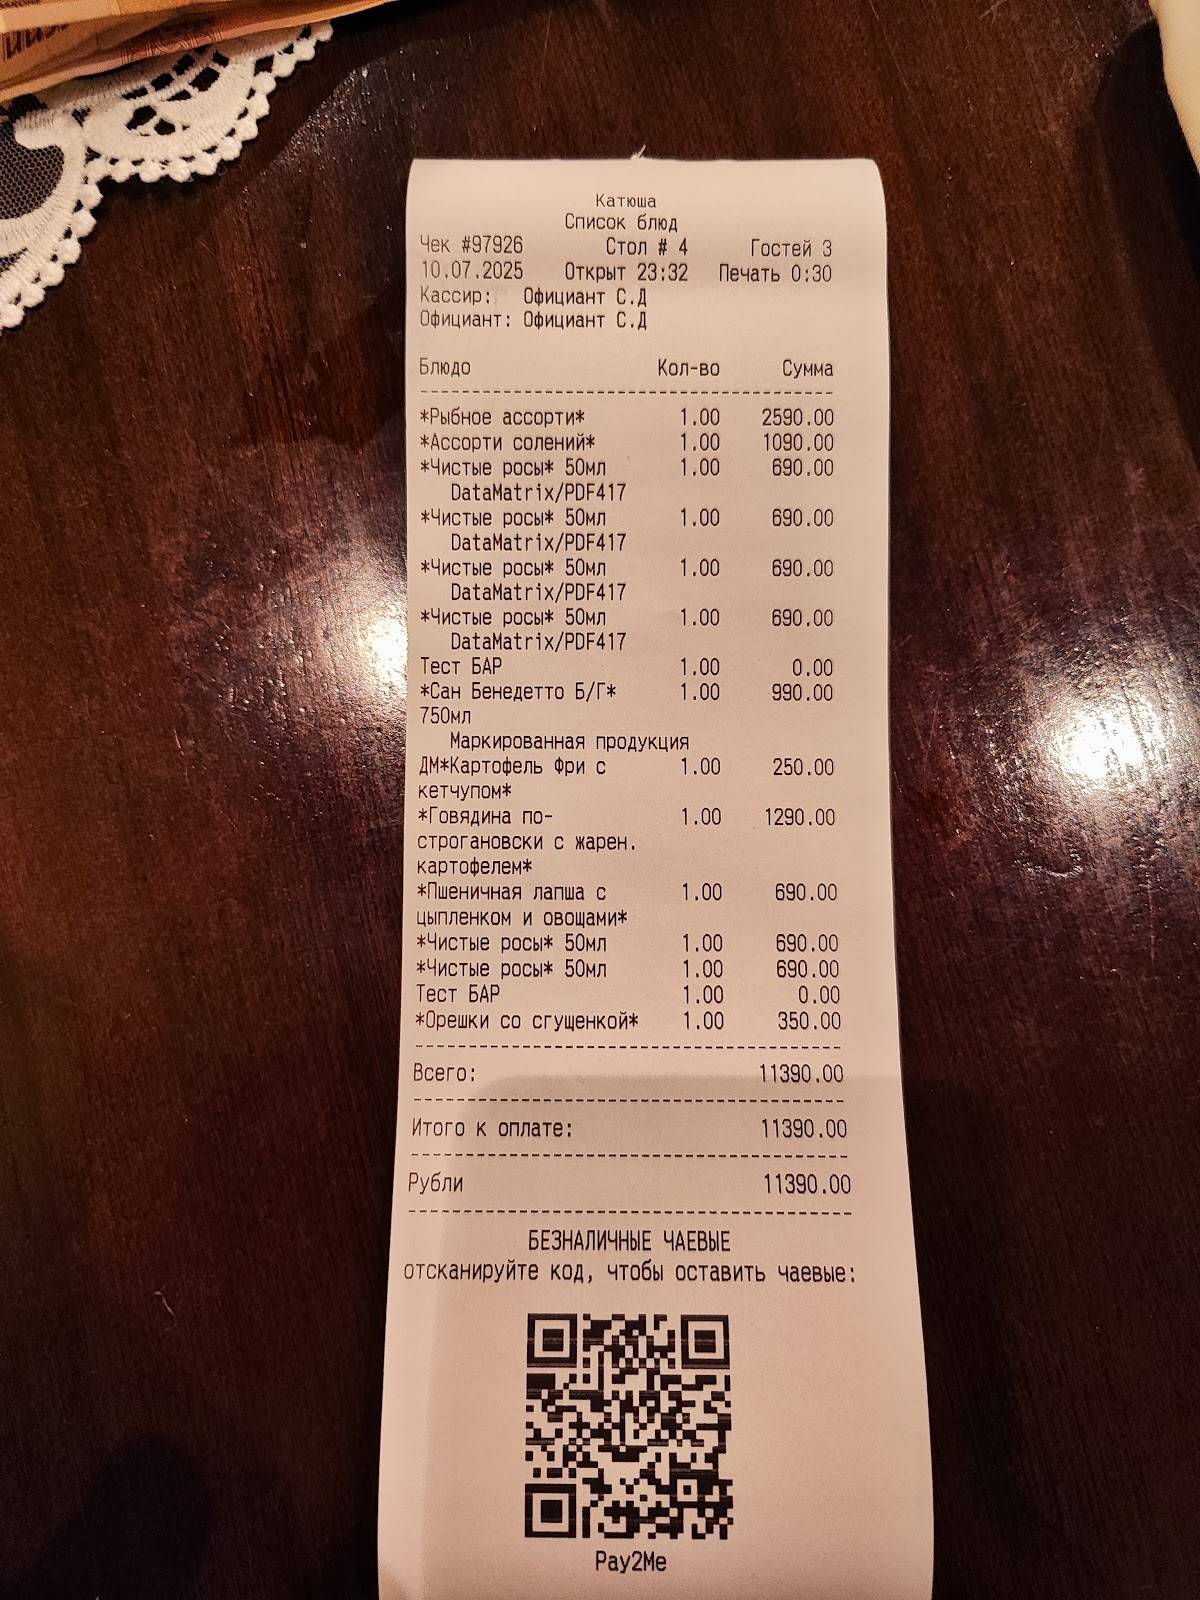 Катюша
Список блюд
Чек #97926 Стол # 4 Гостей 3
10.07.2025 Открыт 23:32 Печать 0:30
Кассир: Официант С.Д
Официант: Официант С.Д
Блюдо Кол-во Сумма
*Рыбное ассорти* 1.00 2590.00
*Ассорти солений* 1.00 1090.00
*Чистые росы* 50мл 1.00 690.00
DataMatrix/PDF417
*Чистые росы* 50мл 1.00 690.00
DataMatrix/PDF417
*Чистые росы* 50мл 1.00 690.00
DataMatrix/PDF417
*Чистые росы* 50мл 1.00 690.00
DataMatrix/PDF417
Тест БАР 1.00 0.00
*Сан Бенедетто Б/Г* 1.00 990.00
750мл
Маркированная продукция
ДМ*Картофель Фри с 1.00 250.00
кетчупом*
*Говядина по- 1.00 1290.00
строгановски с жарен.
картофелем*
*Пшеничная лапша с 1.00 690.00
цыпленком и овощами*
*Чистые росы* 50мл 1.00 690.00
*Чистые росы* 50мл 1.00 690.00
Тест БАР 1.00 0.00
*Орешки со сгущенкой* 1.00 350.00
Всего: 11390.00
Итого к оплате: 11390.00
Рубли 11390.00
БЕЗНАЛИЧНЫЕ ЧАЕВЫЕ
отсканируйте код, чтобы оставить чаевые:
Pay2Me